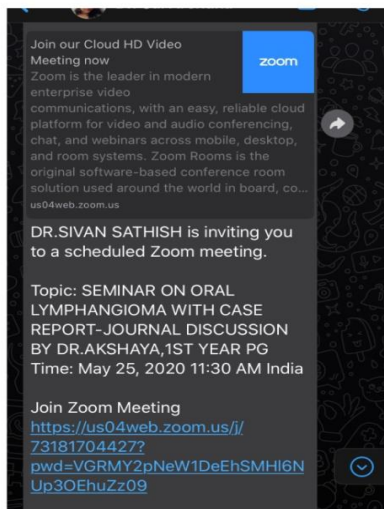 Join our Cloud HD Video
Meeting now
zoom
Zoom is the leader in modern
enterprise video
communications, with an easy, reliable cloud
platform for video and audio conferencing,
chat, and webinars across mobile, desktop,
and room systems. Zoom Rooms is the
original software-based conference room
solution used around the world in board, co...
us04web.zoom.us
DR.SIVAN SATHISH is inviting you
to a scheduled Zoom meeting.
Topic: SEMINAR ON ORAL
LYMPHANGIOMA WITH CASE
REPORT-JOURNAL DISCUSSION
BY DR.AKSHAYA,1ST YEAR PG
Time: May 25, 2020 11:30 AM India
Join Zoom Meeting
https://us04web.zoom.us/j/
73181704427?
pwd=VGRMY2pNeW1DeEhSMHl6N
Up3OEhuZz09